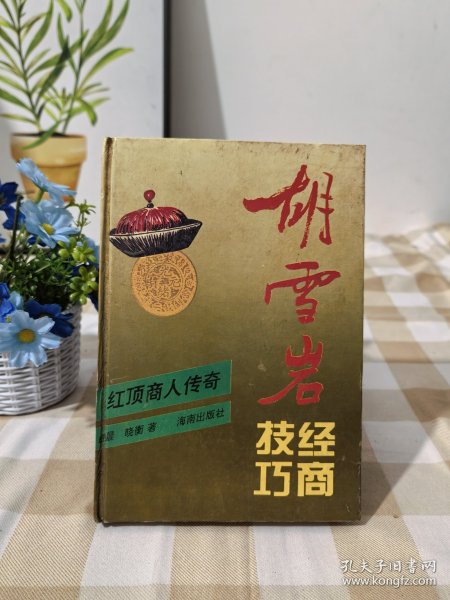 胡雪岩
经商
技巧
红顶商人传奇
晓衡 著 海南出版社
孔夫子旧书网
www.kongfz.com